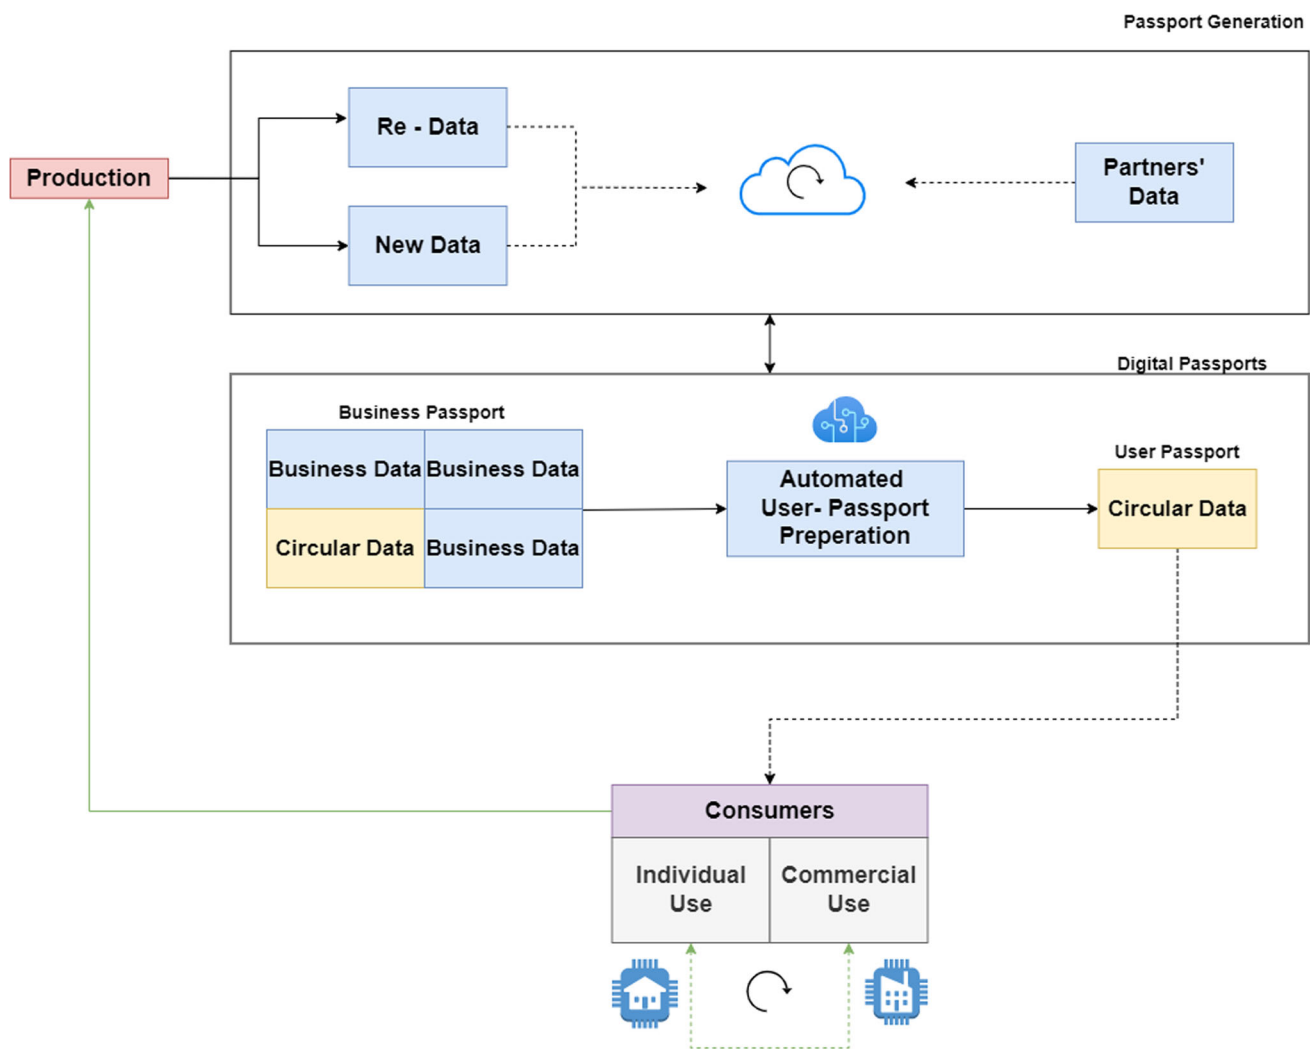 Passport Generation
Re - Data
Production
Partners'
Data
New Data
Digital Passports
Business Passport
User Passport
Business Data
Business Data
Automated
User- Passport
Preperation
Circular Data
Circular Data
Business Data
Consumers
Individual
Use
Commercial
Use